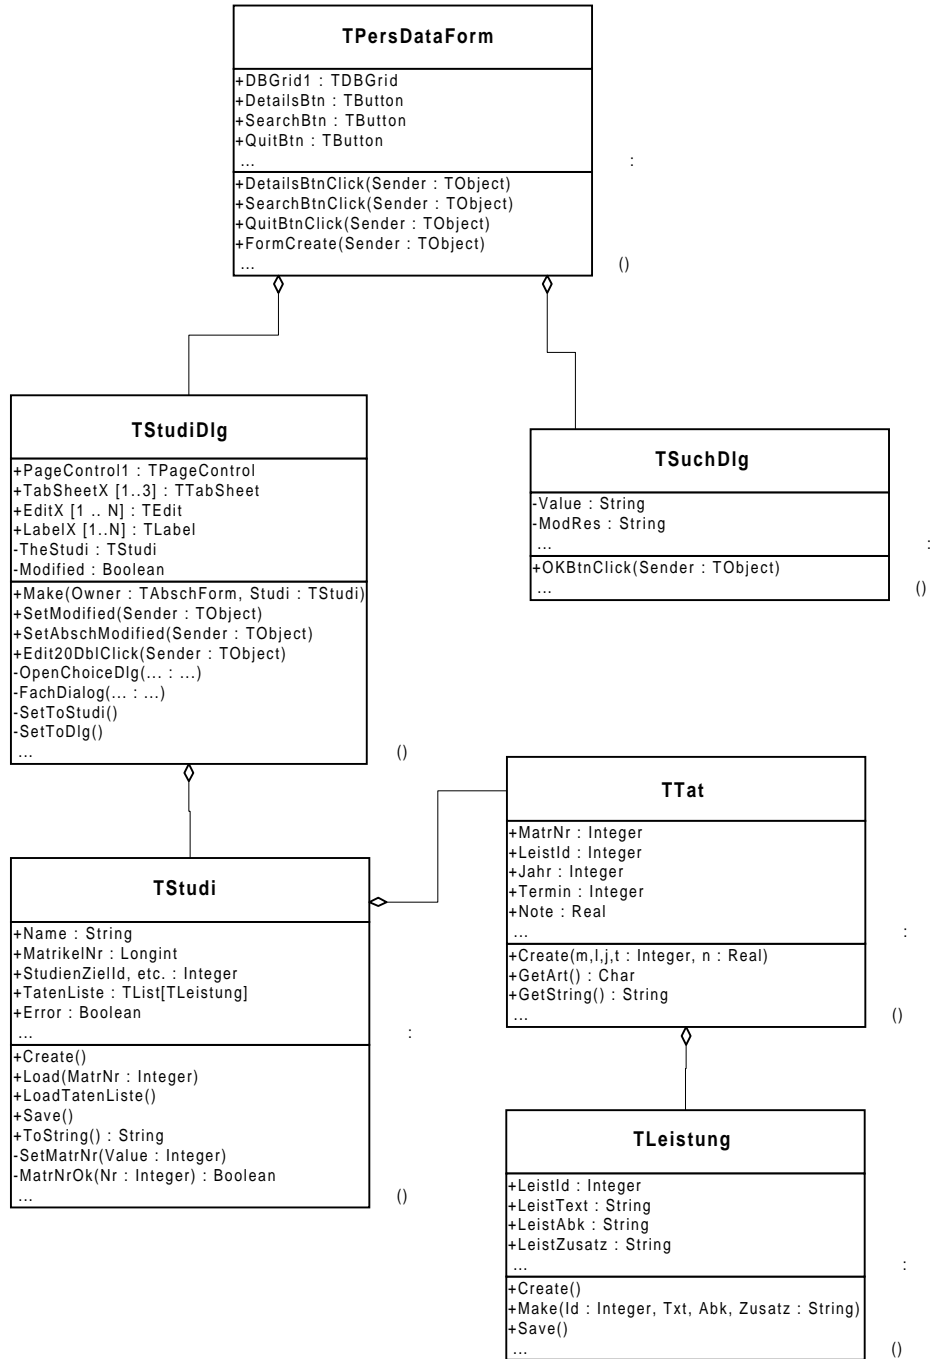 TPersDataForm
+DBGrid1 : TDBGrid
+DetailsBtn : TButton
+SearchBtn : TButton
+QuitBtn : TButton
...
:
+DetailsBtnClick(Sender : TObject)
+SearchBtnClick(Sender : TObject)
+QuitBtnClick(Sender : TObject)
+FormCreate(Sender : TObject)
...
()
TStudiDlg
+PageControl1 : TPageControl
+TabSheetX [1..3] : TTabSheet
+EditX [1 .. N] : TEdit
+LabelX [1..N] : TLabel
-TheStudi : TStudi
-Modified : Boolean
+Make(Owner : TAbschForm, Studi : TStudi)
+SetModified(Sender : TObject)
+SetAbschModified(Sender : TObject)
+Edit20DblClick(Sender : TObject)
-OpenChoiceDlg(... : ...)
-FachDialog(... : ...)
-SetToStudi()
-SetToDlg()
...
()
TSuchDlg
-Value : String
-ModRes : String
...
:
+OKBtnClick(Sender : TObject)
...
()
TStudi
+Name : String
+MatrikelNr : Longint
+StudienZielId, etc. : Integer
+TatenListe : TList[TLeistung]
+Error : Boolean
...
:
+Create()
+Load(MatrNr : Integer)
+LoadTatenListe()
+Save()
+ToString() : String
-SetMatrNr(Value : Integer)
-MatrNrOk(Nr : Integer) : Boolean
...
()
TTat
+MatrNr : Integer
+LeistId : Integer
+Jahr : Integer
+Termin : Integer
+Note : Real
...
:
+Create(m,l,j,t : Integer, n : Real)
+GetArt() : Char
+GetString() : String
...
()
TLeistung
+LeistId : Integer
+LeistText : String
+LeistAbk : String
+LeistZusatz : String
...
:
+Create()
+Make(Id : Integer, Txt, Abk, Zusatz : String)
+Save()
...
()